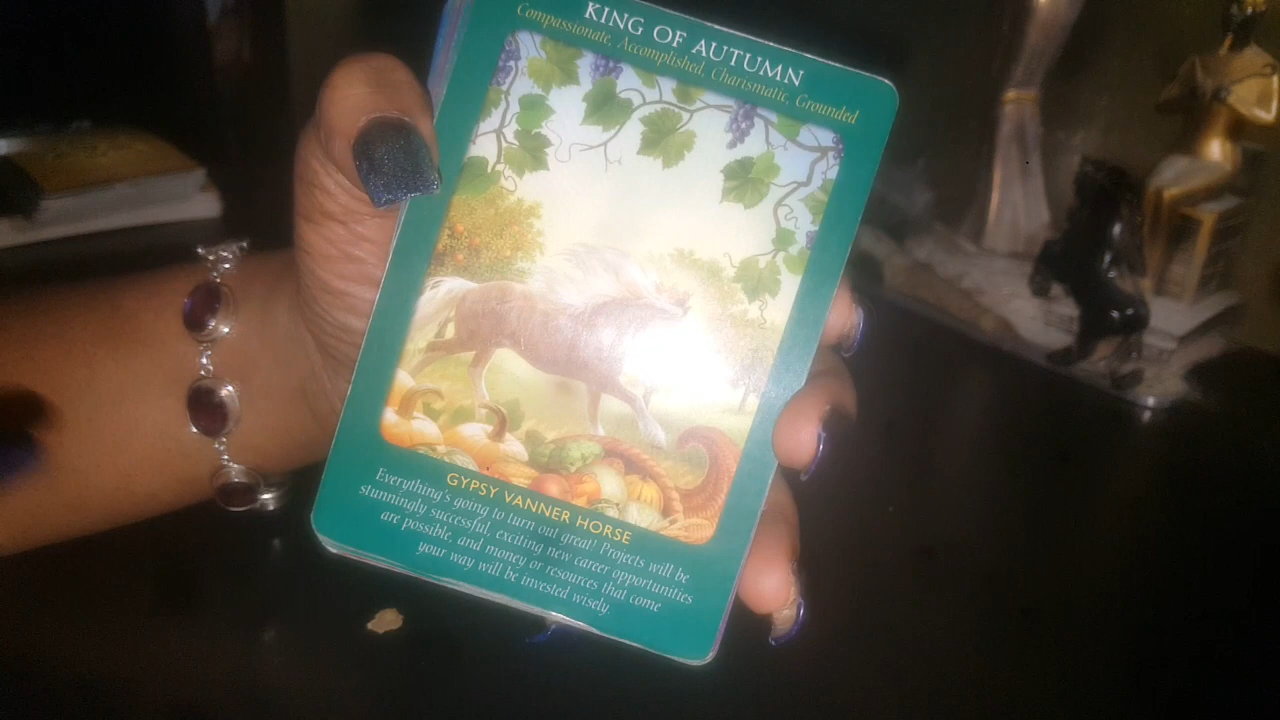 KING OF AUTUMN
Compassionate, Accomplished, Charismatic, Grounded
GYPSY VANNER HORSE
Everything's going to turn out great! Projects will be
stunningly successful, exciting new career opportunities
are possible, and money or resources that come
your way will be invested wisely.